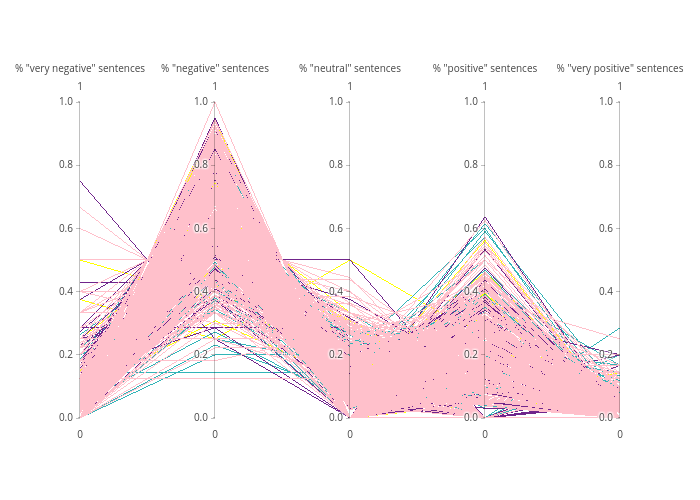 % "very negative" sentences % "negative" sentences % "neutral" sentences % "positive" sentences % "very positive" sentences
1 1 1 1 1
1.0 1.0 1.0 1.0 1.0
0.8 0.8 0.8 0.8 0.8
0.6 0.6 0.6 0.6 0.6
0.4 0.4 0.4 0.4 0.4
0.2 0.2 0.2 0.2 0.2
0.0 0.0 0.0 0.0 0.0
0 0 0 0 0